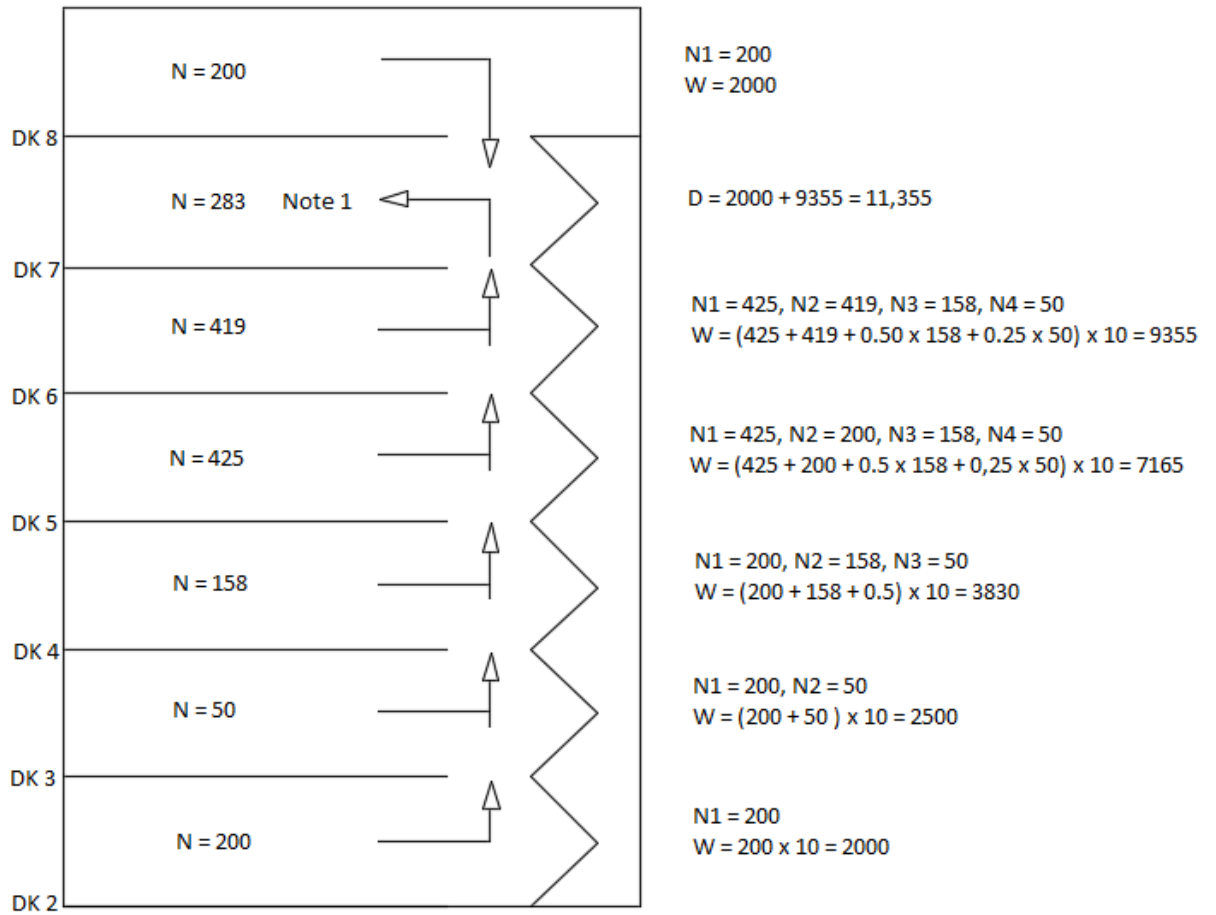 N = 200
N1 = 200
W = 2000
DK 8
N = 283 Note 1
D = 2000 + 9355 = 11,355
DK 7
N = 419
N1 = 425, N2 = 419, N3 = 158, N4 = 50
W = (425 + 419 + 0.50 x 158 + 0.25 x 50) x 10 = 9355
DK 6
N = 425
N1 = 425, N2 = 200, N3 = 158, N4 = 50
W = (425 + 200 + 0.5 x 158 + 0,25 x 50) x 10 = 7165
DK 5
N = 158
N1 = 200, N2 = 158, N3 = 50
W = (200 + 158 + 0.5) x 10 = 3830
DK 4
N = 50
N1 = 200, N2 = 50
W = (200 + 50 ) x 10 = 2500
DK 3
N = 200
N1 = 200
W = 200 x 10 = 2000
DK 2